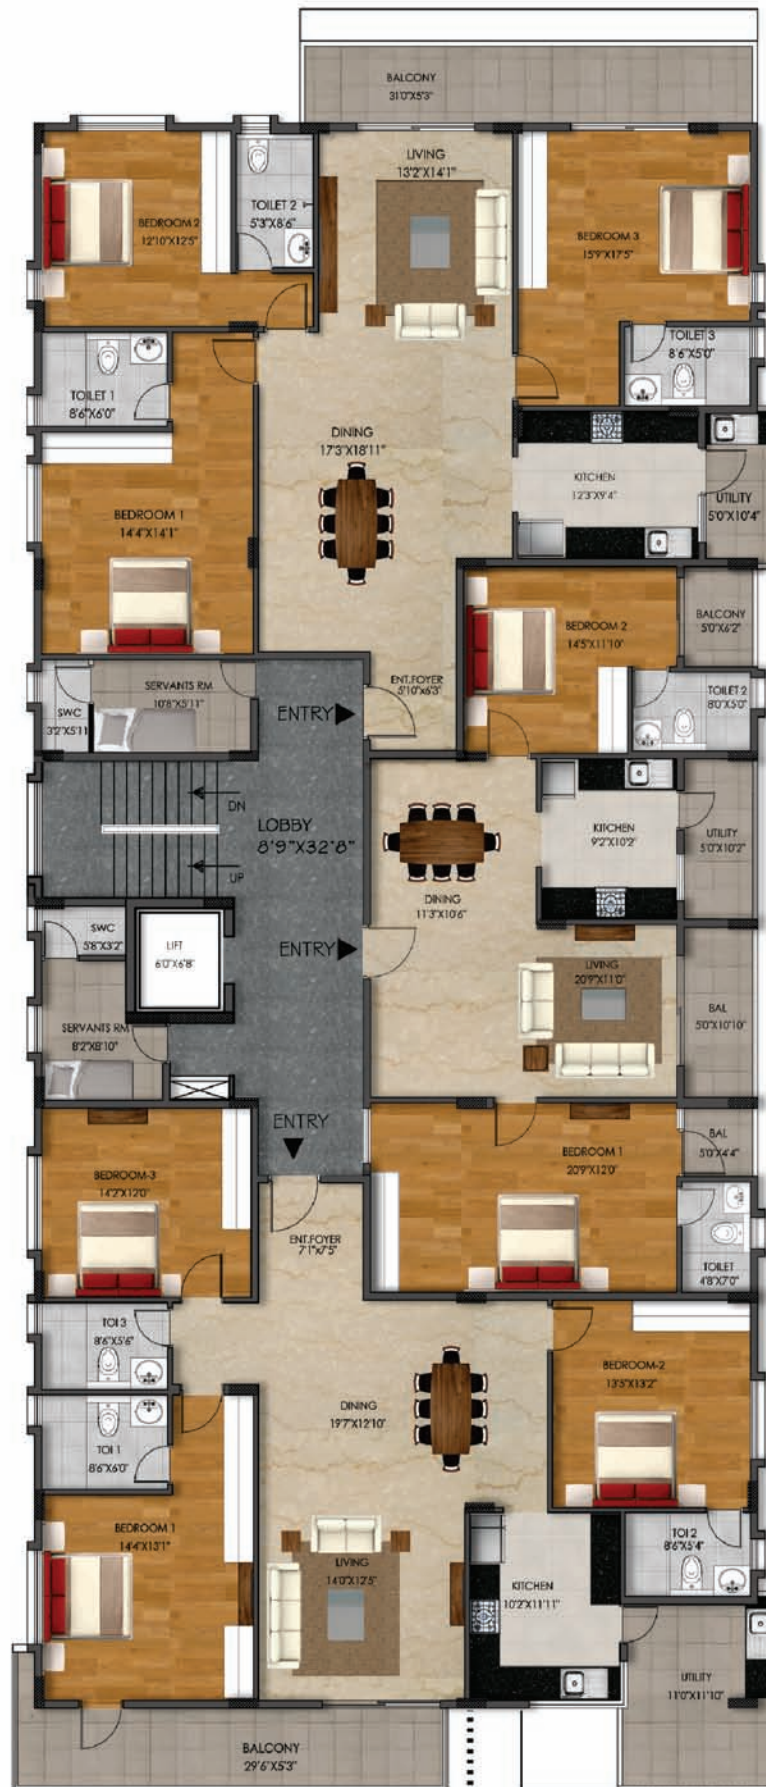 BALCONY
31'0"X5'3"
LIVING
13'2"X14'1"
TOILET 2
5'3"X8'6"
BEDROOM 2
12'10"X12'5"
BEDROOM 3
15'9"X17'5"
TOILET 3
8'6"X5'0"
TOILET 1
8'6"X6'0"
DINING
17'3"X18'11"
KITCHEN
12'3"X9'4"
UTILITY
5'0"X10'4"
BEDROOM 1
14'4"X14'1"
BEDROOM 2
14'5"X11'10"
BALCONY
5'0"X6'2"
ENT.FOYER
5'10"x6'3"
SERVANTS RM
10'8"X5'11"
SWC
3'2"X5'11
TOILET 2
8'0"X5'0"
ENTRY
DN
LOBBY
8'9"X32'8"
UP
KITCHEN
9'2"X10'2"
UTILITY
5'0"X10'2"
DINING
11'3"X10'6"
SWC
5'8"X3'2"
LIFT
6'0"X6'8"
ENTRY
LIVING
20'9"X11'0"
BAL
5'0"X10'10"
SERVANTS RM
8'2"X8'10"
ENTRY
BEDROOM 1
20'9"X12'0"
BAL
5'0"X4'4"
BEDROOM-3
14'2"X12'0"
ENT.FOYER
7'1"x7'5"
TOILET
4'8"X7'0"
TOI 3
8'6"X5'6"
BEDROOM-2
13'5"X13'2"
DINING
19'7"X12'10"
TOI 1
8'6"X6'0"
BEDROOM 1
14'4"X15'1"
TOI 2
8'6"X5'4"
LIVING
14'0"X12'5"
KITCHEN
10'2"X11'11"
UTILITY
11'0"X11'10"
BALCONY
29'6"X5'3"